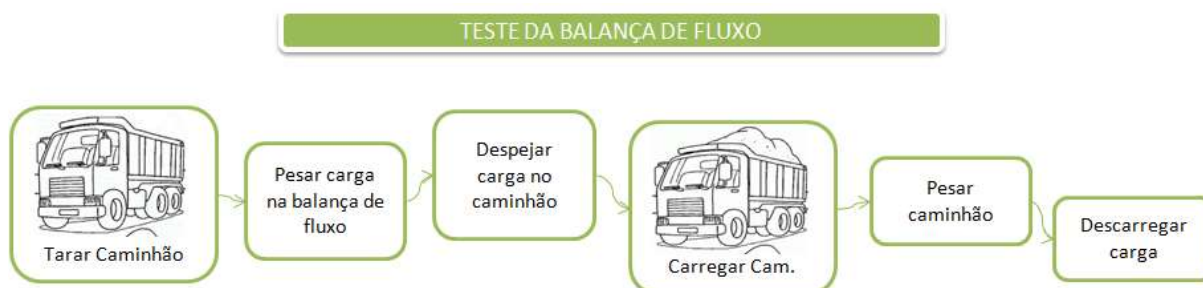 TESTE DA BALANÇA DE FLUXO
Tarar Caminhão
Pesar carga
na balança de
fluxo
Despejar
carga no
caminhão
Carregar Cam.
Pesar
caminhão
Descarregar
carga